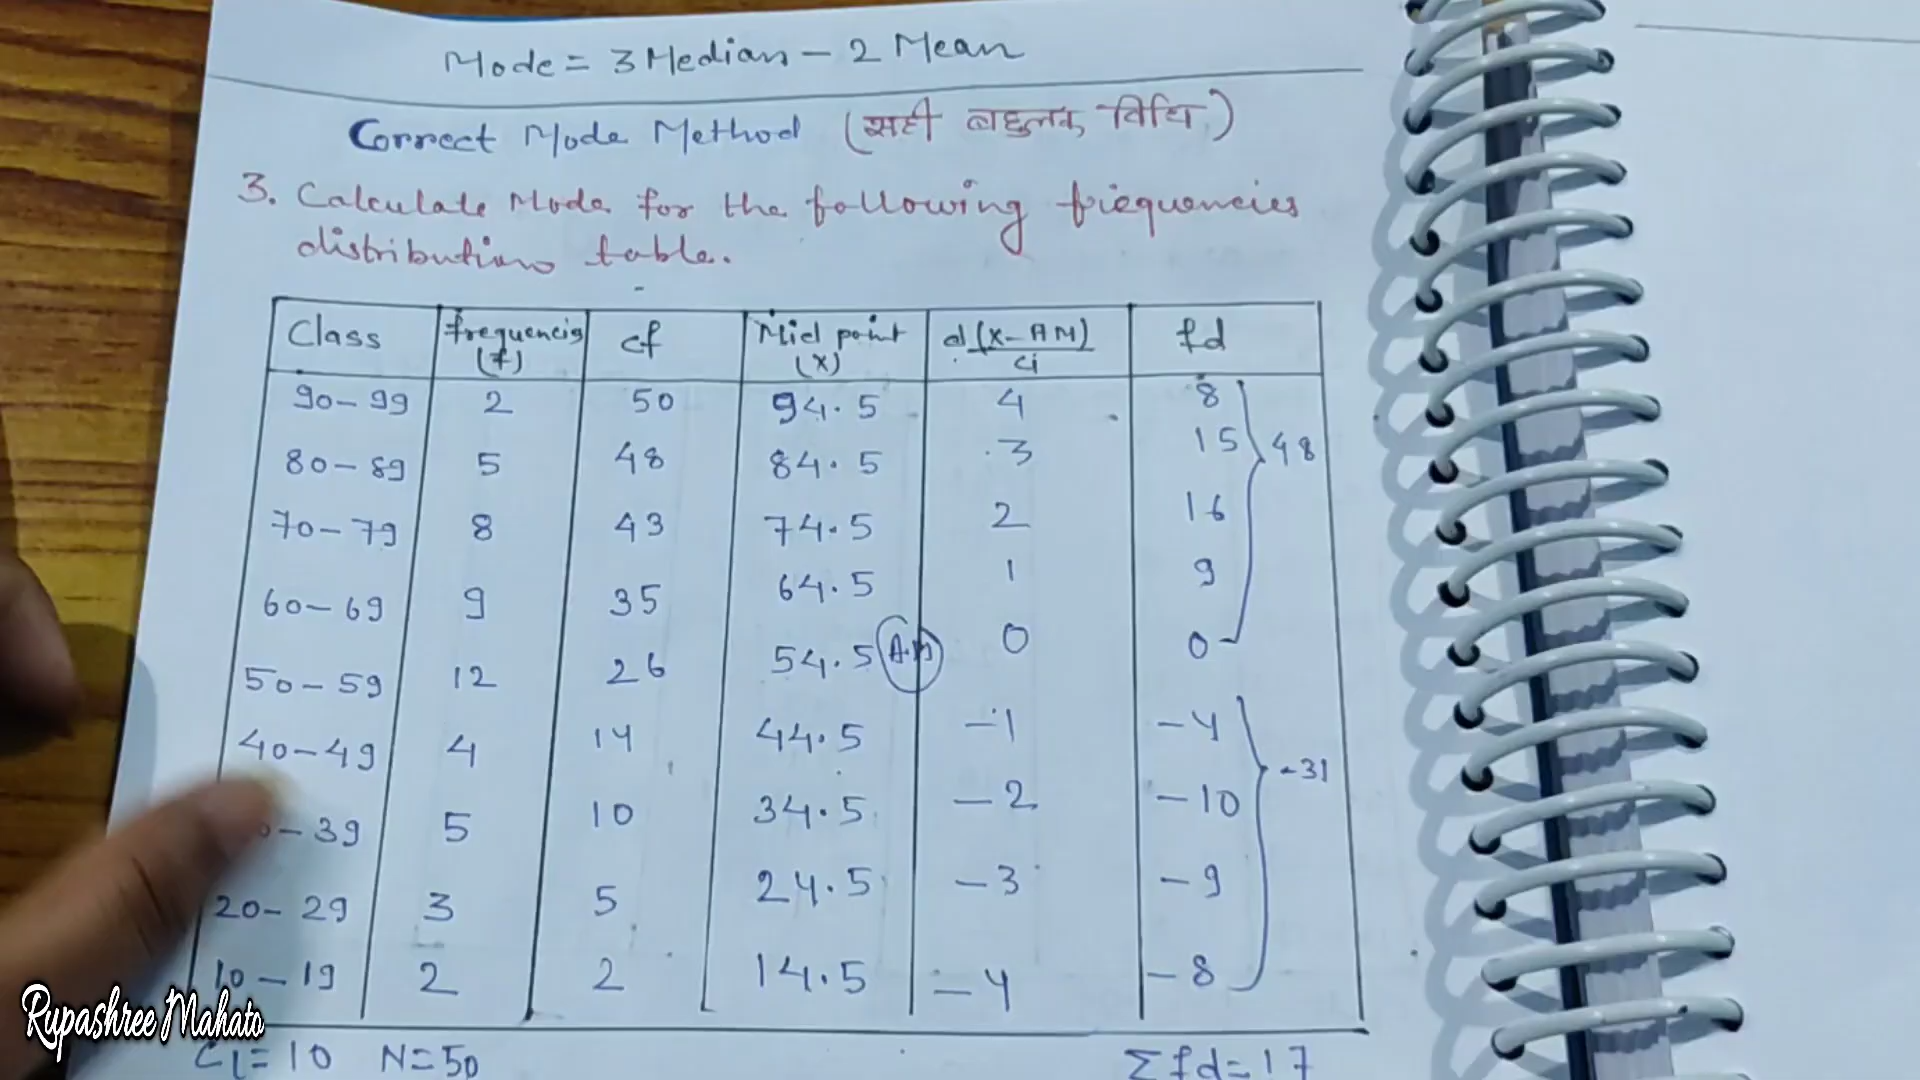 Mode = 3 Median - 2 Mean
Correct Mode Method (सही बहुलक विधि)
3. Calculate Mode for the following friequencies
distribution table.
Class frequencis (f) cf Mid point (x) d (x-AM)/ci fd
90-99 2 50 94.5 4 8
80-89 5 48 84.5 3 15 48
70-79 8 43 74.5 2 16
60-69 9 35 64.5 1 9
50-59 12 26 54.5 A.M 0 0
40-49 4 14 44.5 -1 -4
0-39 5 10 34.5 -2 -10 -31
20-29 3 5 24.5 -3 -9
10-19 2 2 14.5 -4 -8
Ci=10 N=50 Σfd=17
Rupashree Mahato